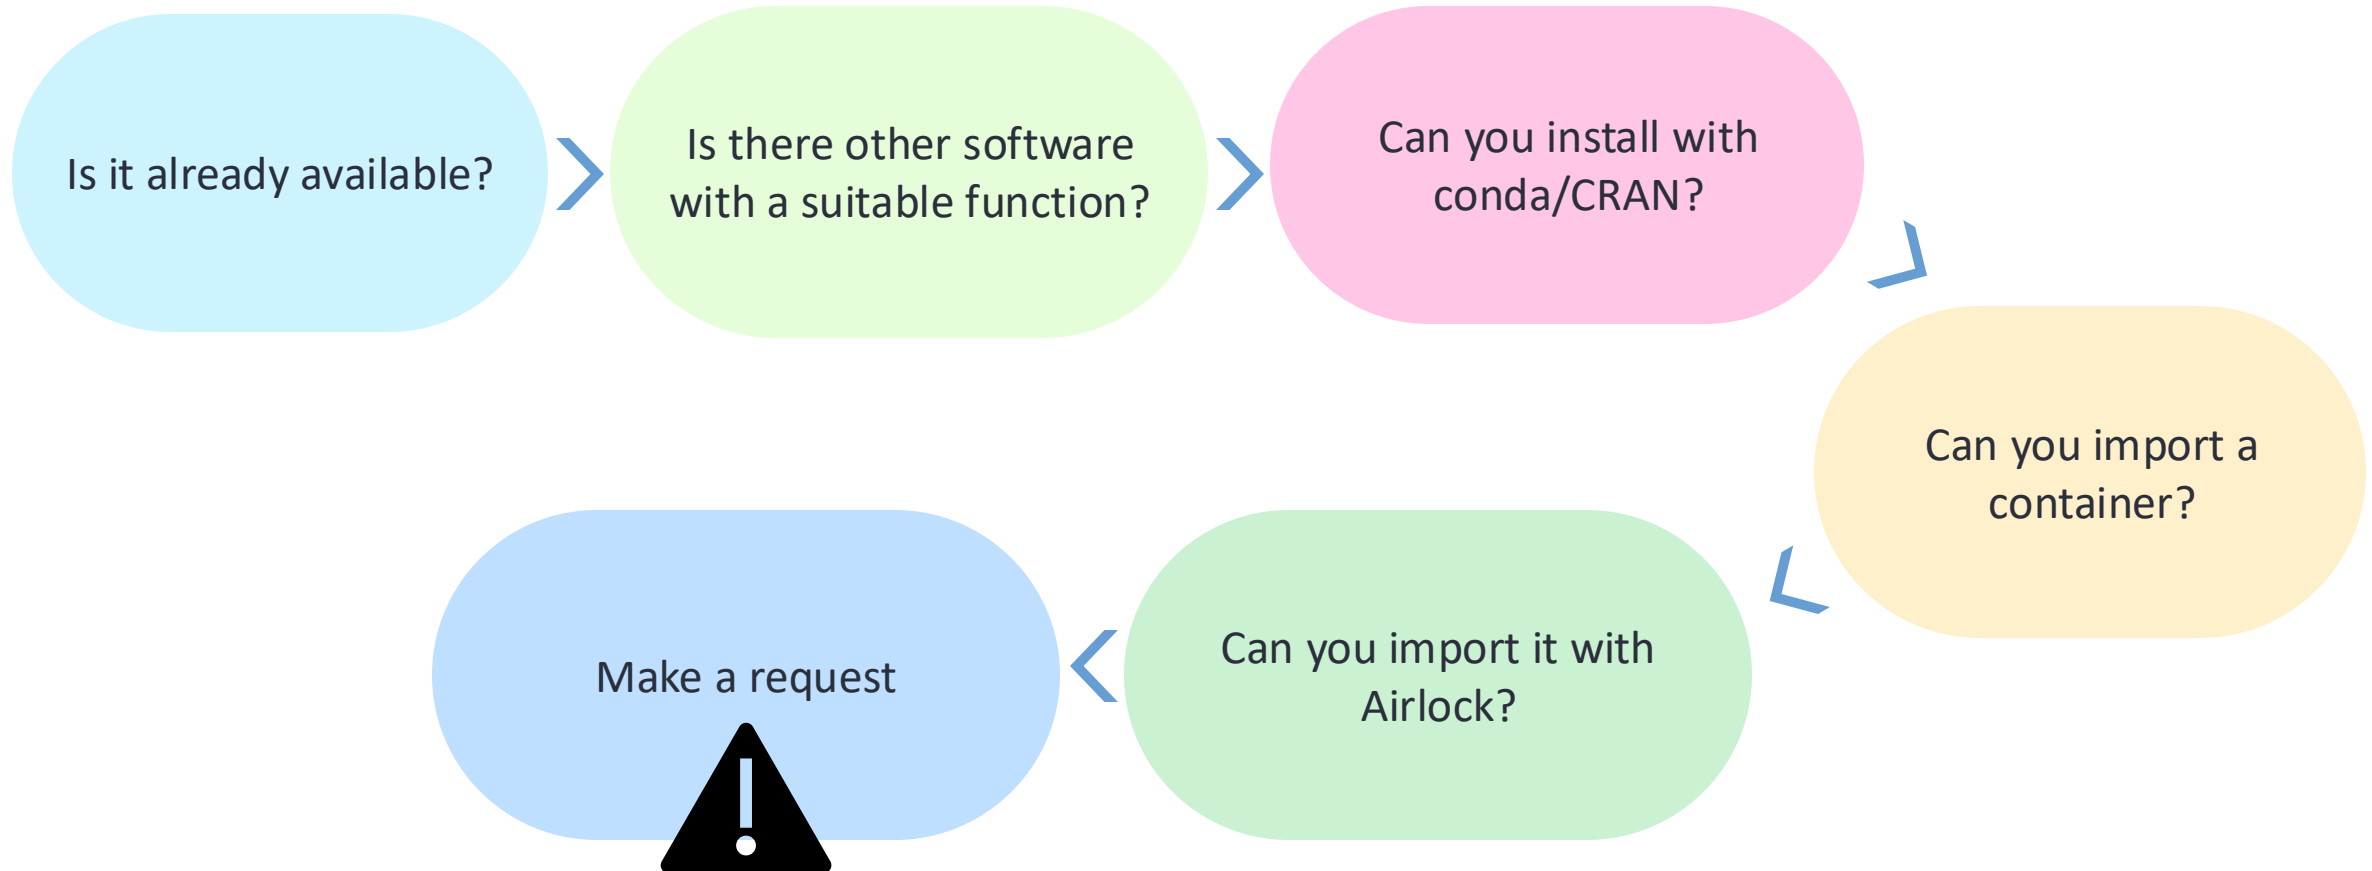 Is it already available?
Is there other software
with a suitable function?
Can you install with
conda/CRAN?
Can you import a
container?
Can you import it with
Airlock?
Make a request